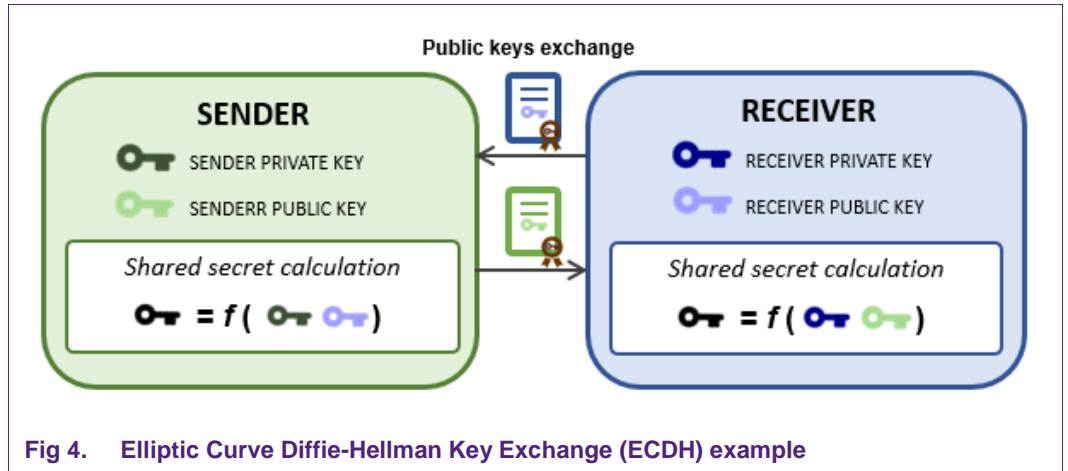 Public keys exchange
SENDER
SENDER PRIVATE KEY
SENDERR PUBLIC KEY
Shared secret calculation
= f ( )
RECEIVER
RECEIVER PRIVATE KEY
RECEIVER PUBLIC KEY
Shared secret calculation
= f ( )
Fig 4. Elliptic Curve Diffie-Hellman Key Exchange (ECDH) example